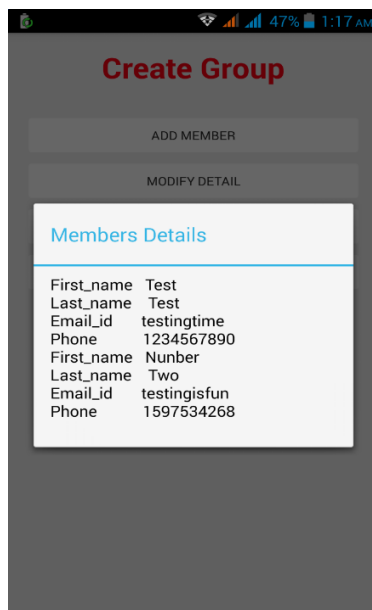 47% 1:17 AM
Create Group
ADD MEMBER
MODIFY DETAIL
Members Details
First_name Test
Last_name Test
Email_id testingtime
Phone 1234567890
First_name Nunber
Last_name Two
Email_id testingisfun
Phone 1597534268